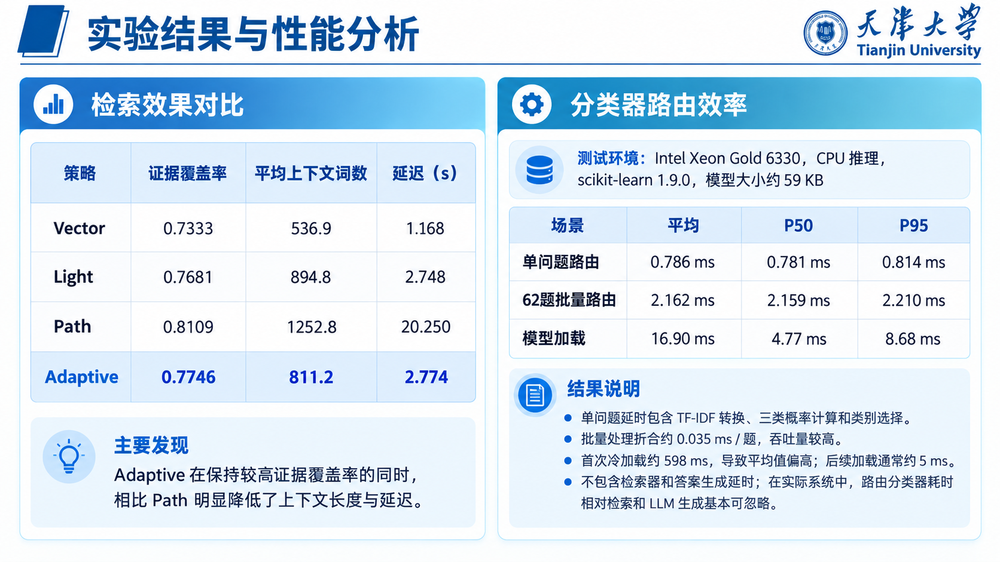 实验结果与性能分析
天津大学
Tianjin University
检索效果对比
策略 证据覆盖率 平均上下文词数 延迟（s）
Vector 0.7333 536.9 1.168
Light 0.7681 894.8 2.748
Path 0.8109 1252.8 20.250
Adaptive 0.7746 811.2 2.774
主要发现
Adaptive 在保持较高证据覆盖率的同时，
相比 Path 明显降低了上下文长度与延迟。
分类器路由效率
测试环境：Intel Xeon Gold 6330，CPU 推理，
scikit-learn 1.9.0，模型大小约 59 KB
场景 平均 P50 P95
单问题路由 0.786 ms 0.781 ms 0.814 ms
62题批量路由 2.162 ms 2.159 ms 2.210 ms
模型加载 16.90 ms 4.77 ms 8.68 ms
结果说明
单问题延时包含 TF-IDF 转换、三类概率计算和类别选择。
批量处理折合约 0.035 ms / 题，吞吐量较高。
首次冷加载约 598 ms，导致平均值偏高；后续加载通常约 5 ms。
不包含检索器和答案生成延时；在实际系统中，路由分类器耗时
相对检索和 LLM 生成基本可忽略。